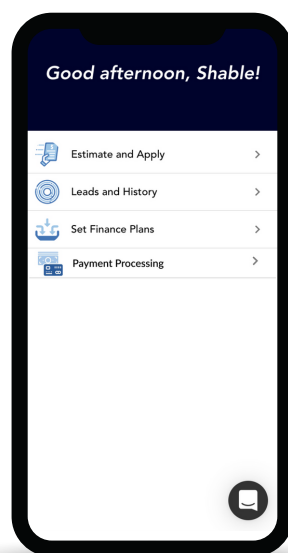 Good afternoon, Shable!
Estimate and Apply
Leads and History
Set Finance Plans
Payment Processing